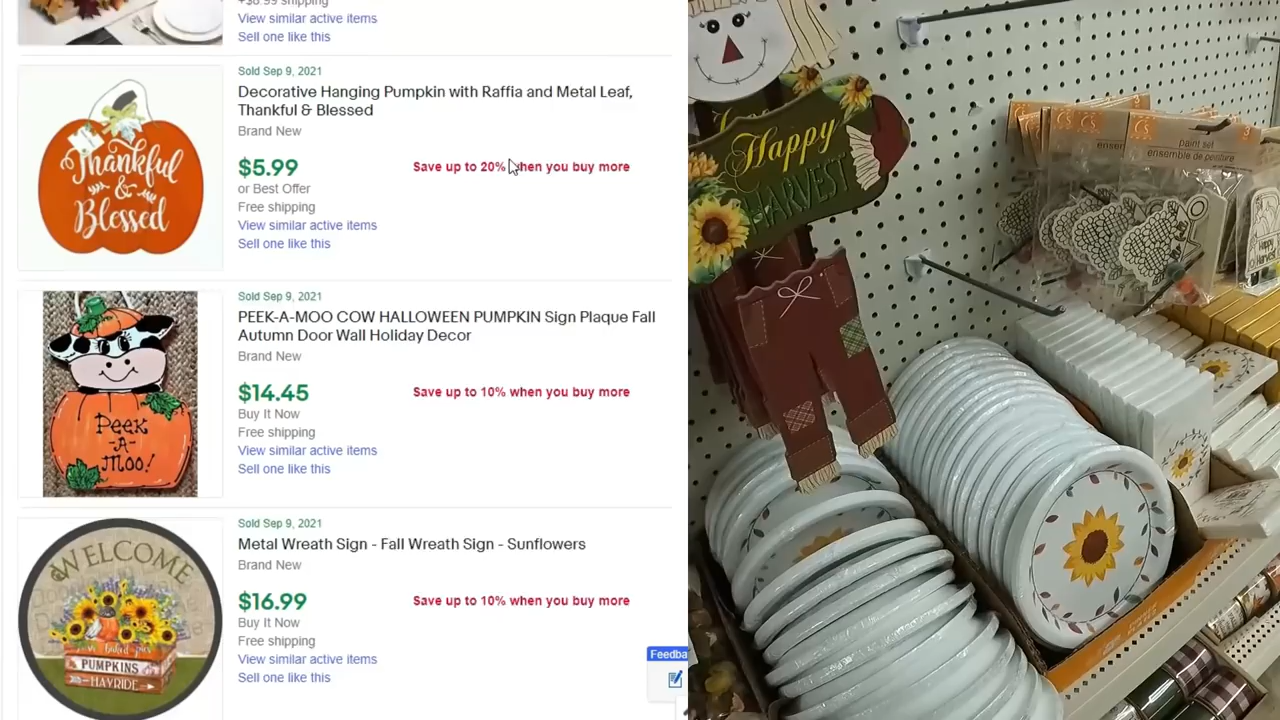 +$8.99 shipping
View similar active items
Sell one like this
Sold Sep 9, 2021
Decorative Hanging Pumpkin with Raffia and Metal Leaf,
Thankful & Blessed
Brand New
$5.99
Save up to 20% when you buy more
or Best Offer
Free shipping
View similar active items
Sell one like this
Thankful
&
Blessed
Sold Sep 9, 2021
PEEK-A-MOO COW HALLOWEEN PUMPKIN Sign Plaque Fall
Autumn Door Wall Holiday Decor
Brand New
$14.45
Save up to 10% when you buy more
Buy It Now
Free shipping
View similar active items
Sell one like this
Peek
-A-
Moo!
Sold Sep 9, 2021
Metal Wreath Sign - Fall Wreath Sign - Sunflowers
Brand New
$16.99
Save up to 10% when you buy more
Buy It Now
Free shipping
View similar active items
Sell one like this
WELCOME
PUMPKINS
HAYRIDE
Feedba
Happy
HARVEST
paint set
ensemble de peinture
Happy
Harvest